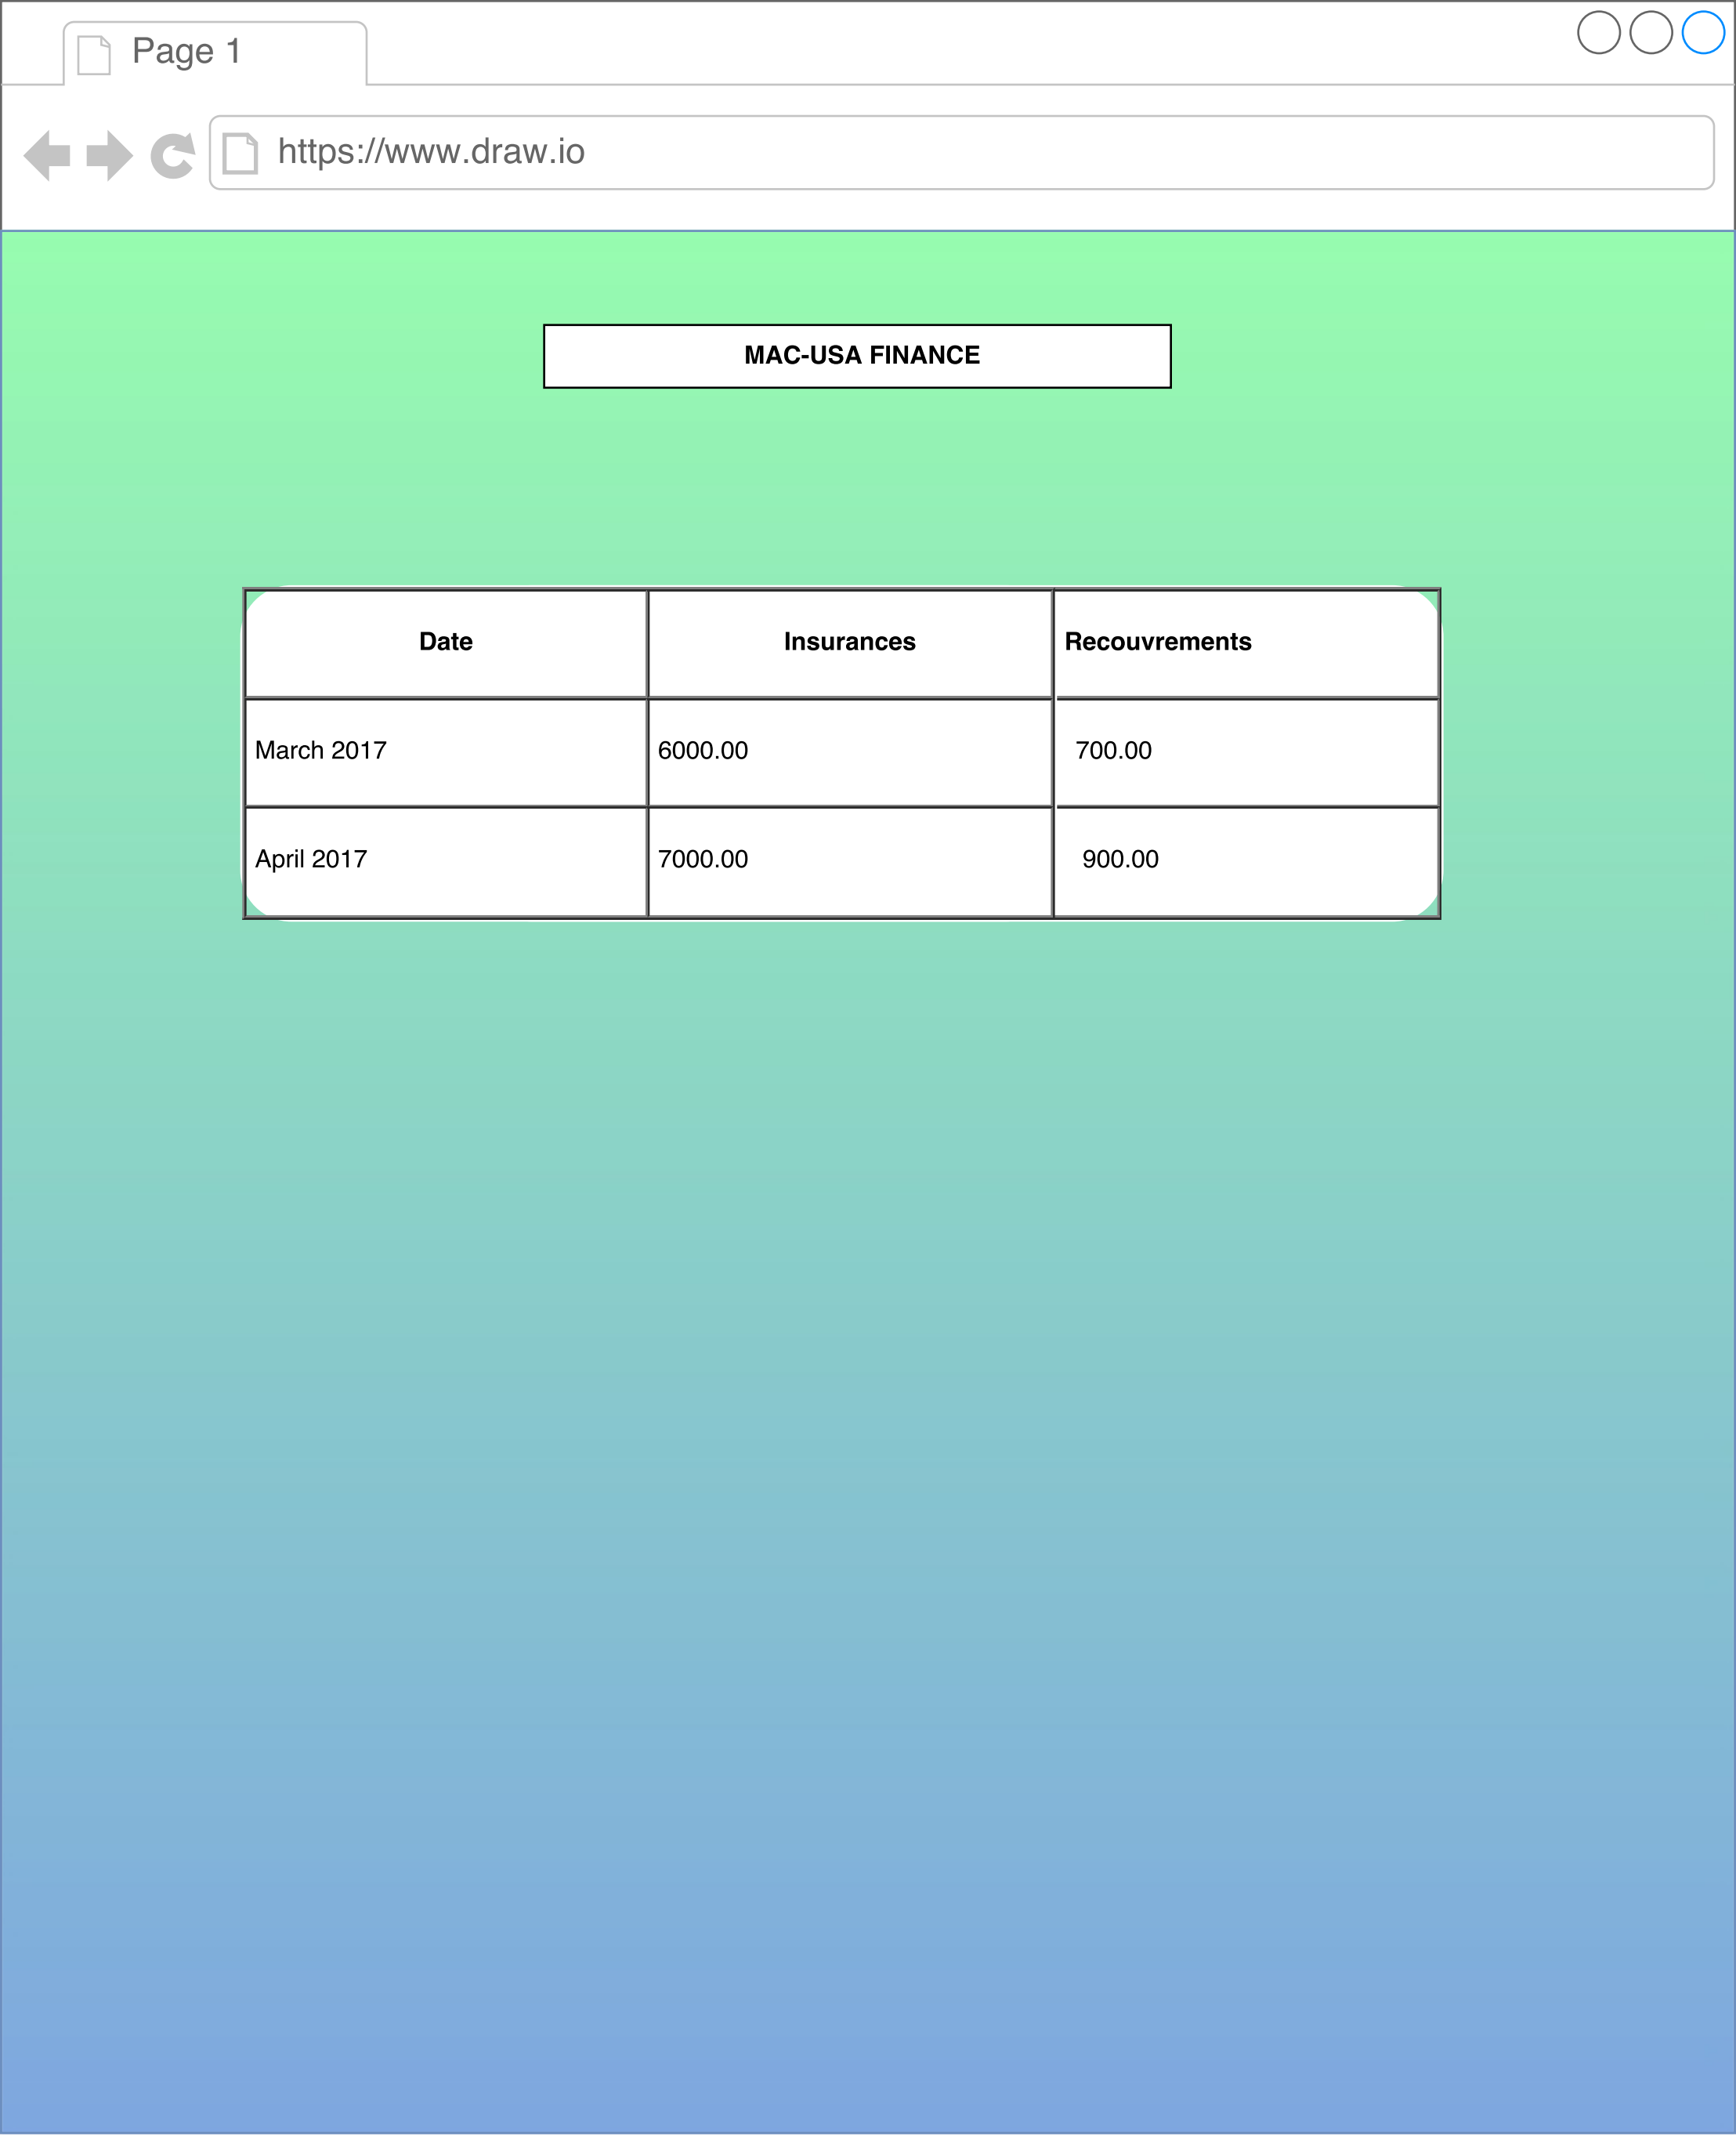 Page 1
https://www.draw.io
MAC-USA FINANCE
Date Insurances Recouvrements
March 2017 6000.00 700.00
April 2017 7000.00 900.00